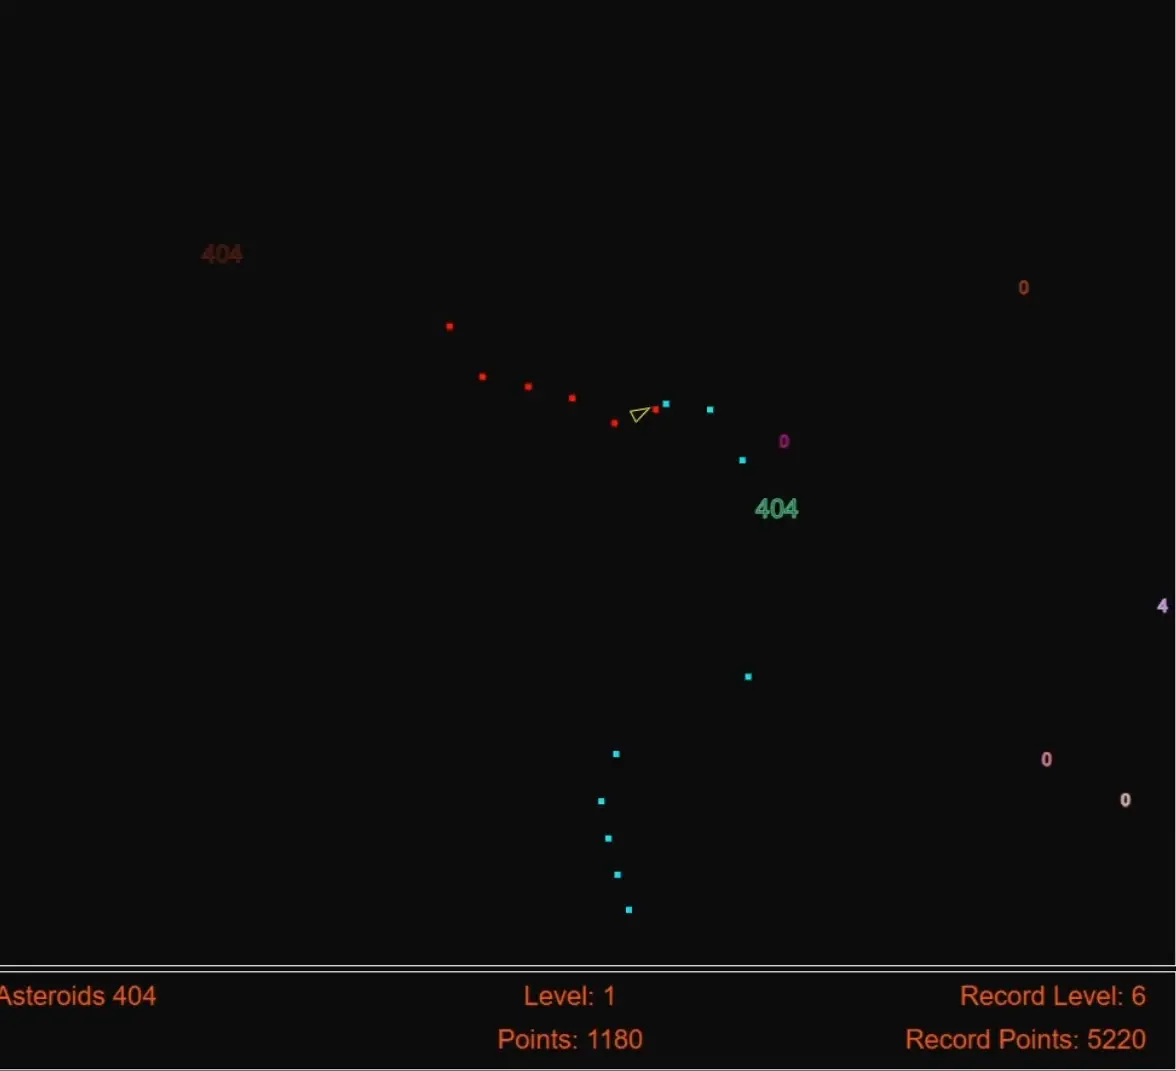 404
0
0
404
4
0
0
Asteroids 404
Level: 1
Record Level: 6
Points: 1180
Record Points: 5220